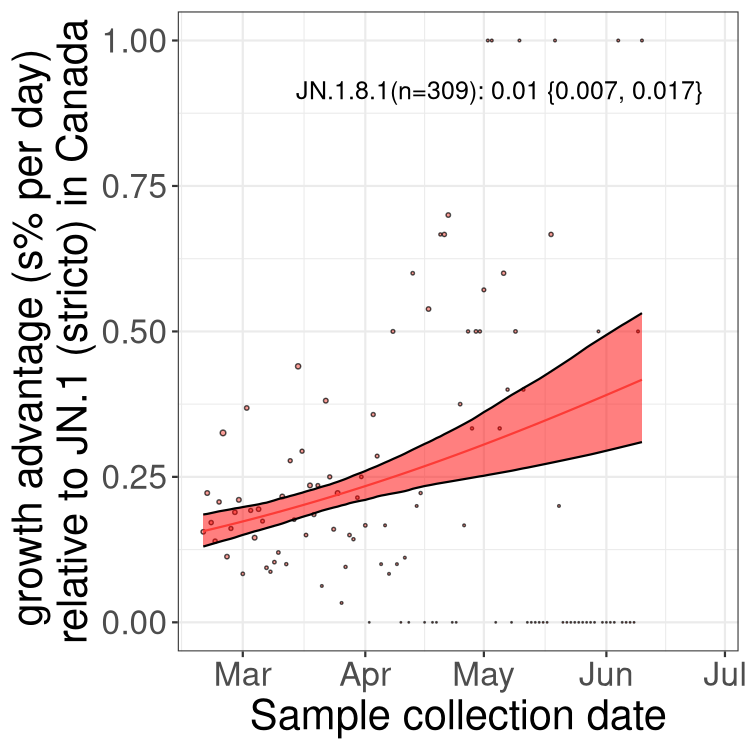 growth advantage (s% per day)
relative to JN.1 (stricto) in Canada
1.00
0.75
0.50
0.25
0.00
JN.1.8.1(n=309): 0.01 {0.007, 0.017}
Mar Apr May Jun Jul
Sample collection date